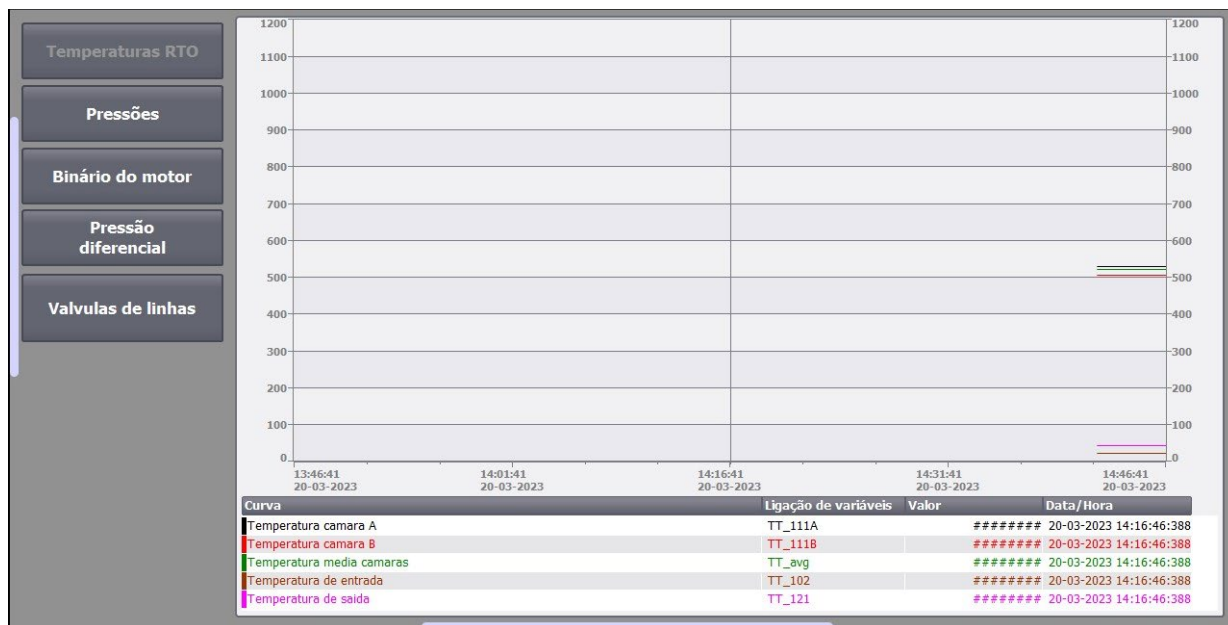 Temperaturas RTO
Pressões
Binário do motor
Pressão
diferencial
Valvulas de linhas
1200 1200
1100 1100
1000 1000
900 900
800 800
700 700
600 600
500 500
400 400
300 300
200 200
100 100
0 0
13:46:41 14:01:41 14:16:41 14:31:41 14:46:41
20-03-2023 20-03-2023 20-03-2023 20-03-2023 20-03-2023
Curva Ligação de variáveis Valor Data/Hora
Temperatura camara A TT_111A ######## 20-03-2023 14:16:46:388
Temperatura camara B TT_111B ######## 20-03-2023 14:16:46:388
Temperatura media camaras TT_avg ######## 20-03-2023 14:16:46:388
Temperatura de entrada TT_102 ######## 20-03-2023 14:16:46:388
Temperatura de saida TT_121 ######## 20-03-2023 14:16:46:388